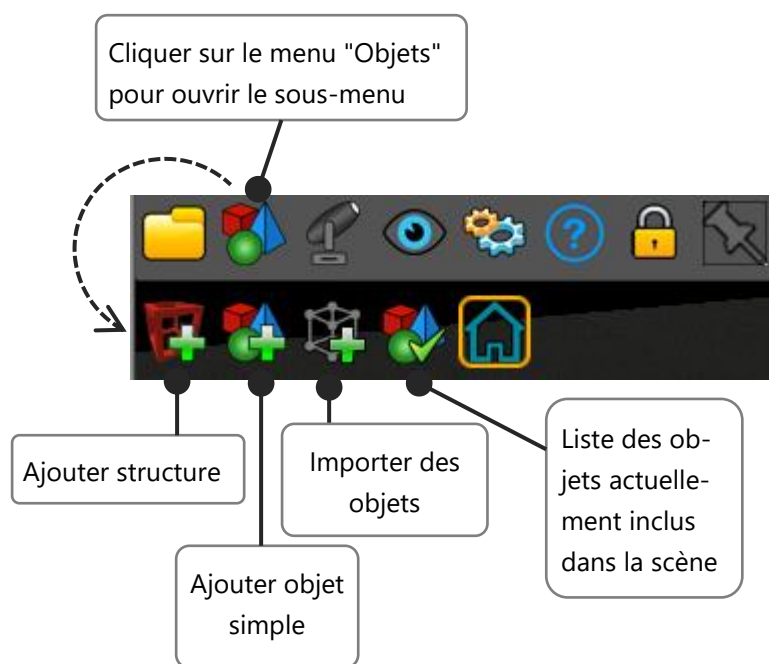 Cliquer sur le menu "Objets"
pour ouvrir le sous-menu
?
Ajouter structure
Importer des
objets
Liste des ob-
jets actuelle-
ment inclus
dans la scène
Ajouter objet
simple